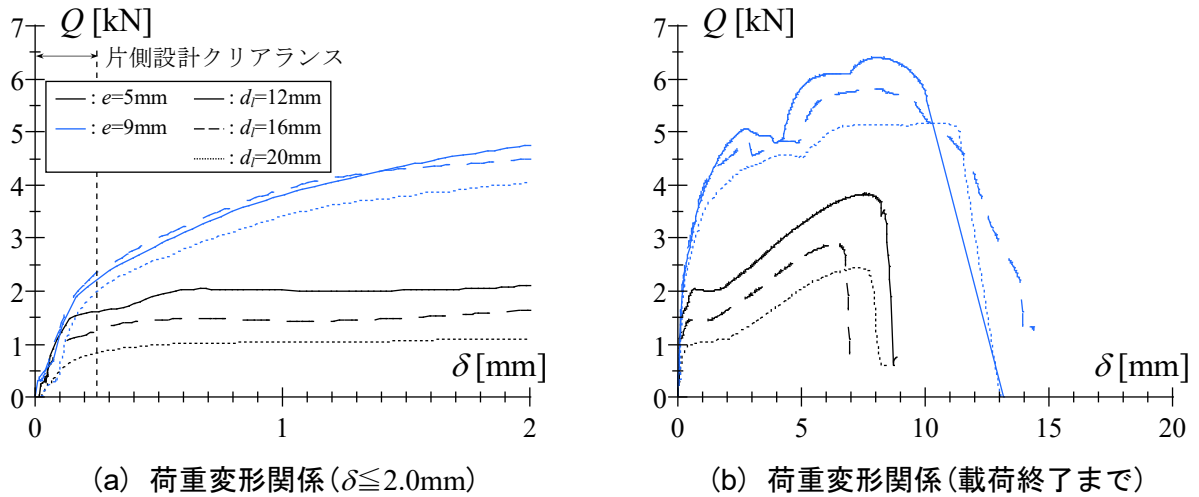 Q [kN]
7
6
5
4
3
2
1
0
片側設計クリアランス
: e=5mm : dl=12mm
: e=9mm : dl=16mm
: dl=20mm
δ [mm]
0 1 2
(a) 荷重変形関係(δ≦2.0mm)
Q [kN]
7
6
5
4
3
2
1
0
δ [mm]
0 5 10 15 20
(b) 荷重変形関係(載荷終了まで)